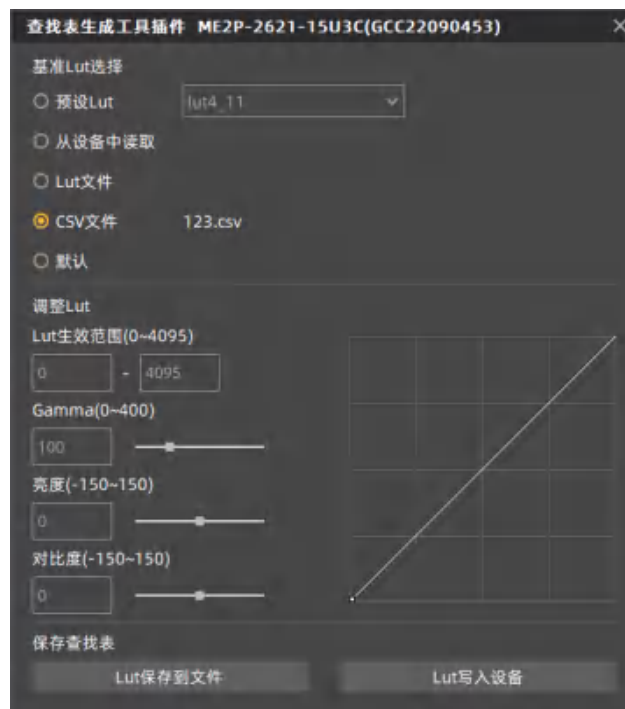 查找表生成工具插件 ME2P-2621-15U3C(GCC22090453)
基准Lut选择
预设Lut lut4_11
从设备中读取
Lut文件
CSV文件 123.csv
默认
调整Lut
Lut生效范围(0~4095)
0 - 4095
Gamma(0~400)
100
亮度(-150~150)
0
对比度(-150~150)
0
保存查找表
Lut保存到文件 Lut写入设备